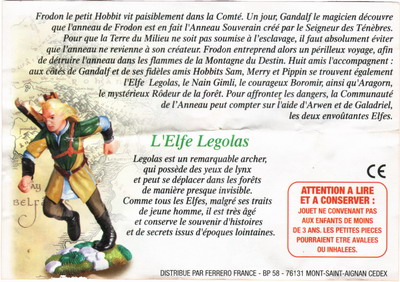 Frodon le petit Hobbit vit paisiblement dans la Comté. Un jour, Gandalf le magicien découvre
que l'anneau de Frodon est en fait l'Anneau Souverain créé par le Seigneur des Ténèbres.
Pour que la Terre du Milieu ne soit pas soumise à l'esclavage, il faut absolument éviter
que l'anneau ne revienne à son créateur. Frodon entreprend alors un périlleux voyage, afin
de détruire l'anneau dans les flammes de la Montagne du Destin. Huit amis l'accompagnent :
aux côtés de Gandalf et de ses fidèles amis Hobbits Sam, Merry et Pippin se trouvent également
l'Elfe Legolas, le Nain Gimli, le courageux Boromir, ainsi qu'Aragorn,
le mystérieux Rôdeur de la forêt. Pour affronter les dangers, la Communauté
de l'Anneau peut compter sur l'aide d'Arwen et de Galadriel,
les deux envoûtantes Elfes.
L'Elfe Legolas
Legolas est un remarquable archer,
qui possède des yeux de lynx
et peut se déplacer dans les forêts
de manière presque invisible.
Comme tous les Elfes, malgré ses traits
de jeune homme, il est très âgé
et conserve le souvenir d'histoires
et de secrets issus d'époques lointaines.
BELF
CE
ATTENTION A LIRE
ET A CONSERVER :
JOUET NE CONVENANT PAS
AUX ENFANTS DE MOINS
DE 3 ANS. LES PETITES PIECES
POURRAIENT ETRE AVALEES
OU INHALEES.
DISTRIBUE PAR FERRERO FRANCE - BP 58 - 76131 MONT-SAINT-AIGNAN CEDEX